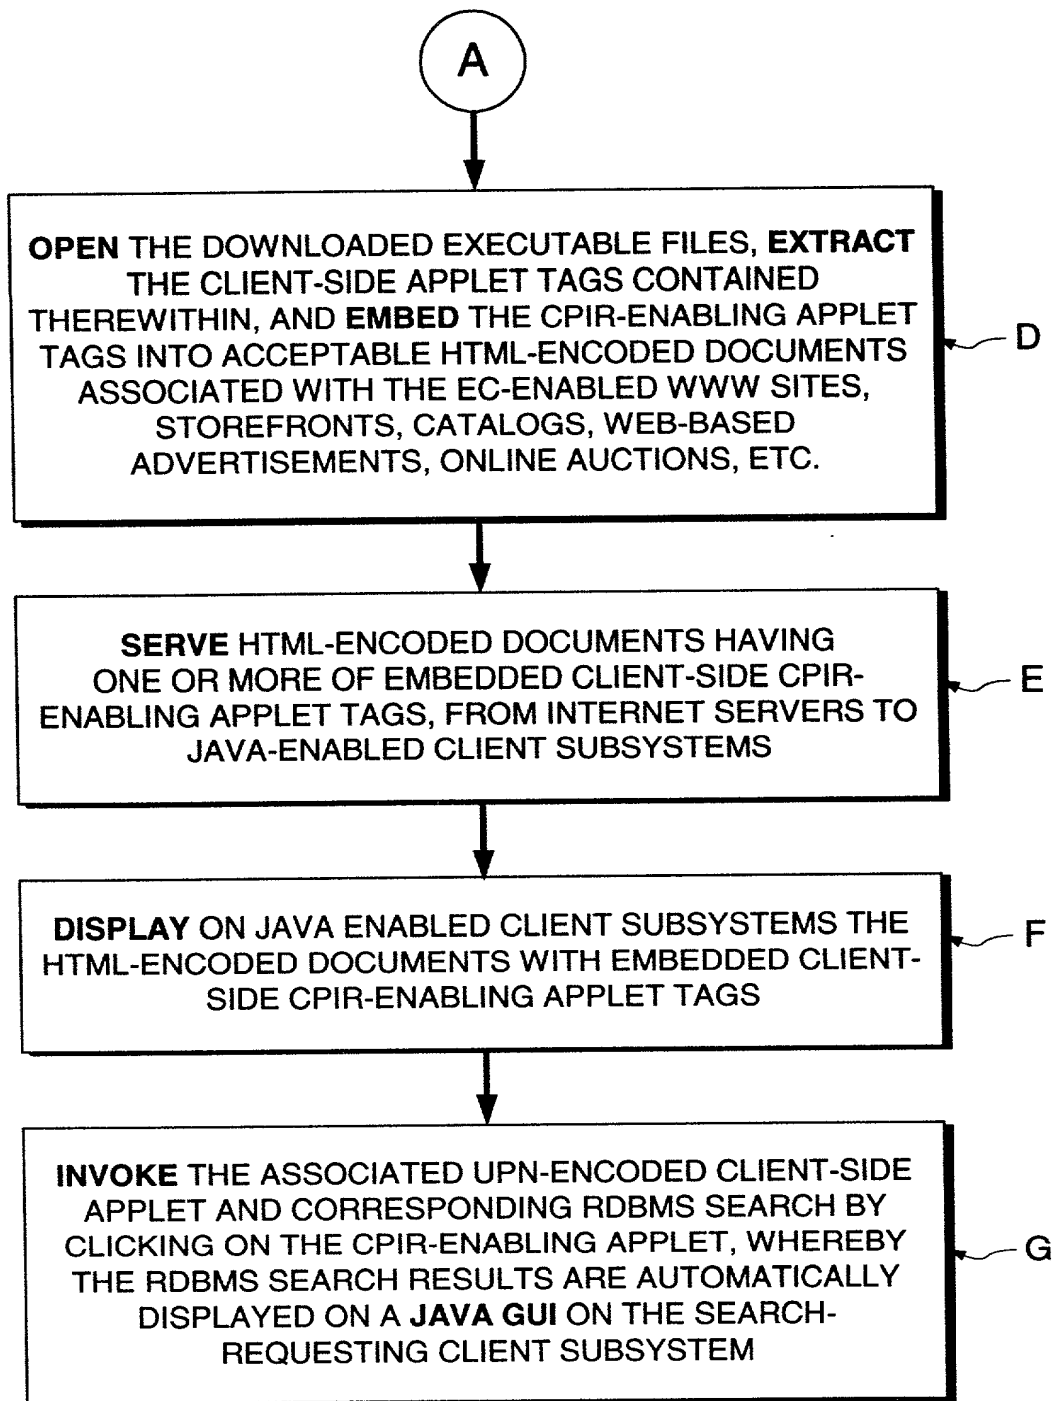 A
OPEN THE DOWNLOADED EXECUTABLE FILES, EXTRACT
THE CLIENT-SIDE APPLET TAGS CONTAINED
THEREWITHIN, AND EMBED THE CPIR-ENABLING APPLET
TAGS INTO ACCEPTABLE HTML-ENCODED DOCUMENTS
ASSOCIATED WITH THE EC-ENABLED WWW SITES,
STOREFRONTS, CATALOGS, WEB-BASED
ADVERTISEMENTS, ONLINE AUCTIONS, ETC.
D
SERVE HTML-ENCODED DOCUMENTS HAVING
ONE OR MORE OF EMBEDDED CLIENT-SIDE CPIR-
ENABLING APPLET TAGS, FROM INTERNET SERVERS TO
JAVA-ENABLED CLIENT SUBSYSTEMS
E
DISPLAY ON JAVA ENABLED CLIENT SUBSYSTEMS THE
HTML-ENCODED DOCUMENTS WITH EMBEDDED CLIENT-
SIDE CPIR-ENABLING APPLET TAGS
F
INVOKE THE ASSOCIATED UPN-ENCODED CLIENT-SIDE
APPLET AND CORRESPONDING RDBMS SEARCH BY
CLICKING ON THE CPIR-ENABLING APPLET, WHEREBY
THE RDBMS SEARCH RESULTS ARE AUTOMATICALLY
DISPLAYED ON A JAVA GUI ON THE SEARCH-
REQUESTING CLIENT SUBSYSTEM
G